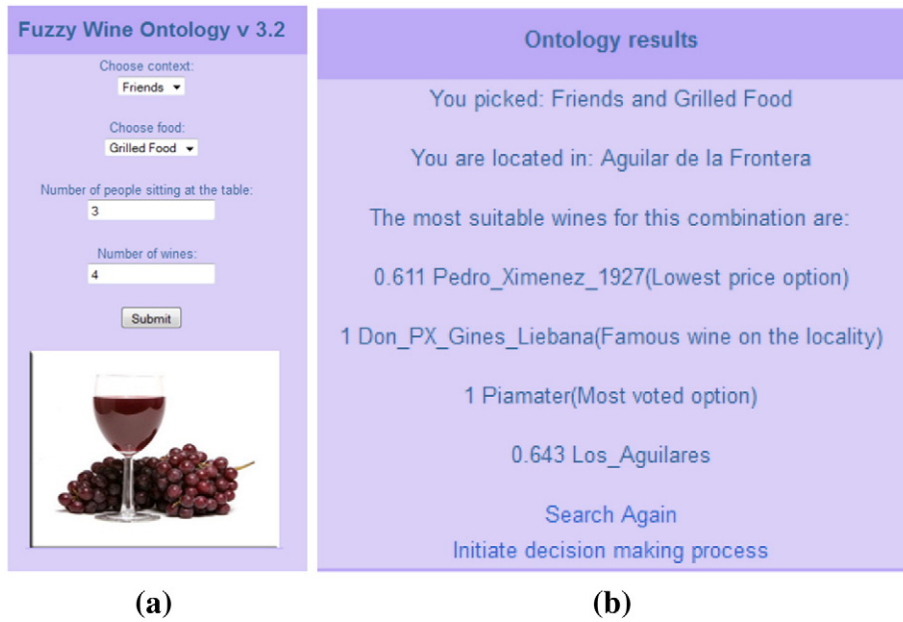 Fuzzy Wine Ontology v 3.2
Choose context:
Friends
Choose food:
Grilled Food
Number of people sitting at the table:
3
Number of wines:
4
Submit
(a)
Ontology results
You picked: Friends and Grilled Food
You are located in: Aguilar de la Frontera
The most suitable wines for this combination are:
0.611 Pedro_Ximenez_1927(Lowest price option)
1 Don_PX_Gines_Liebana(Famous wine on the locality)
1 Piamater(Most voted option)
0.643 Los_Aguilares
Search Again
Initiate decision making process
(b)